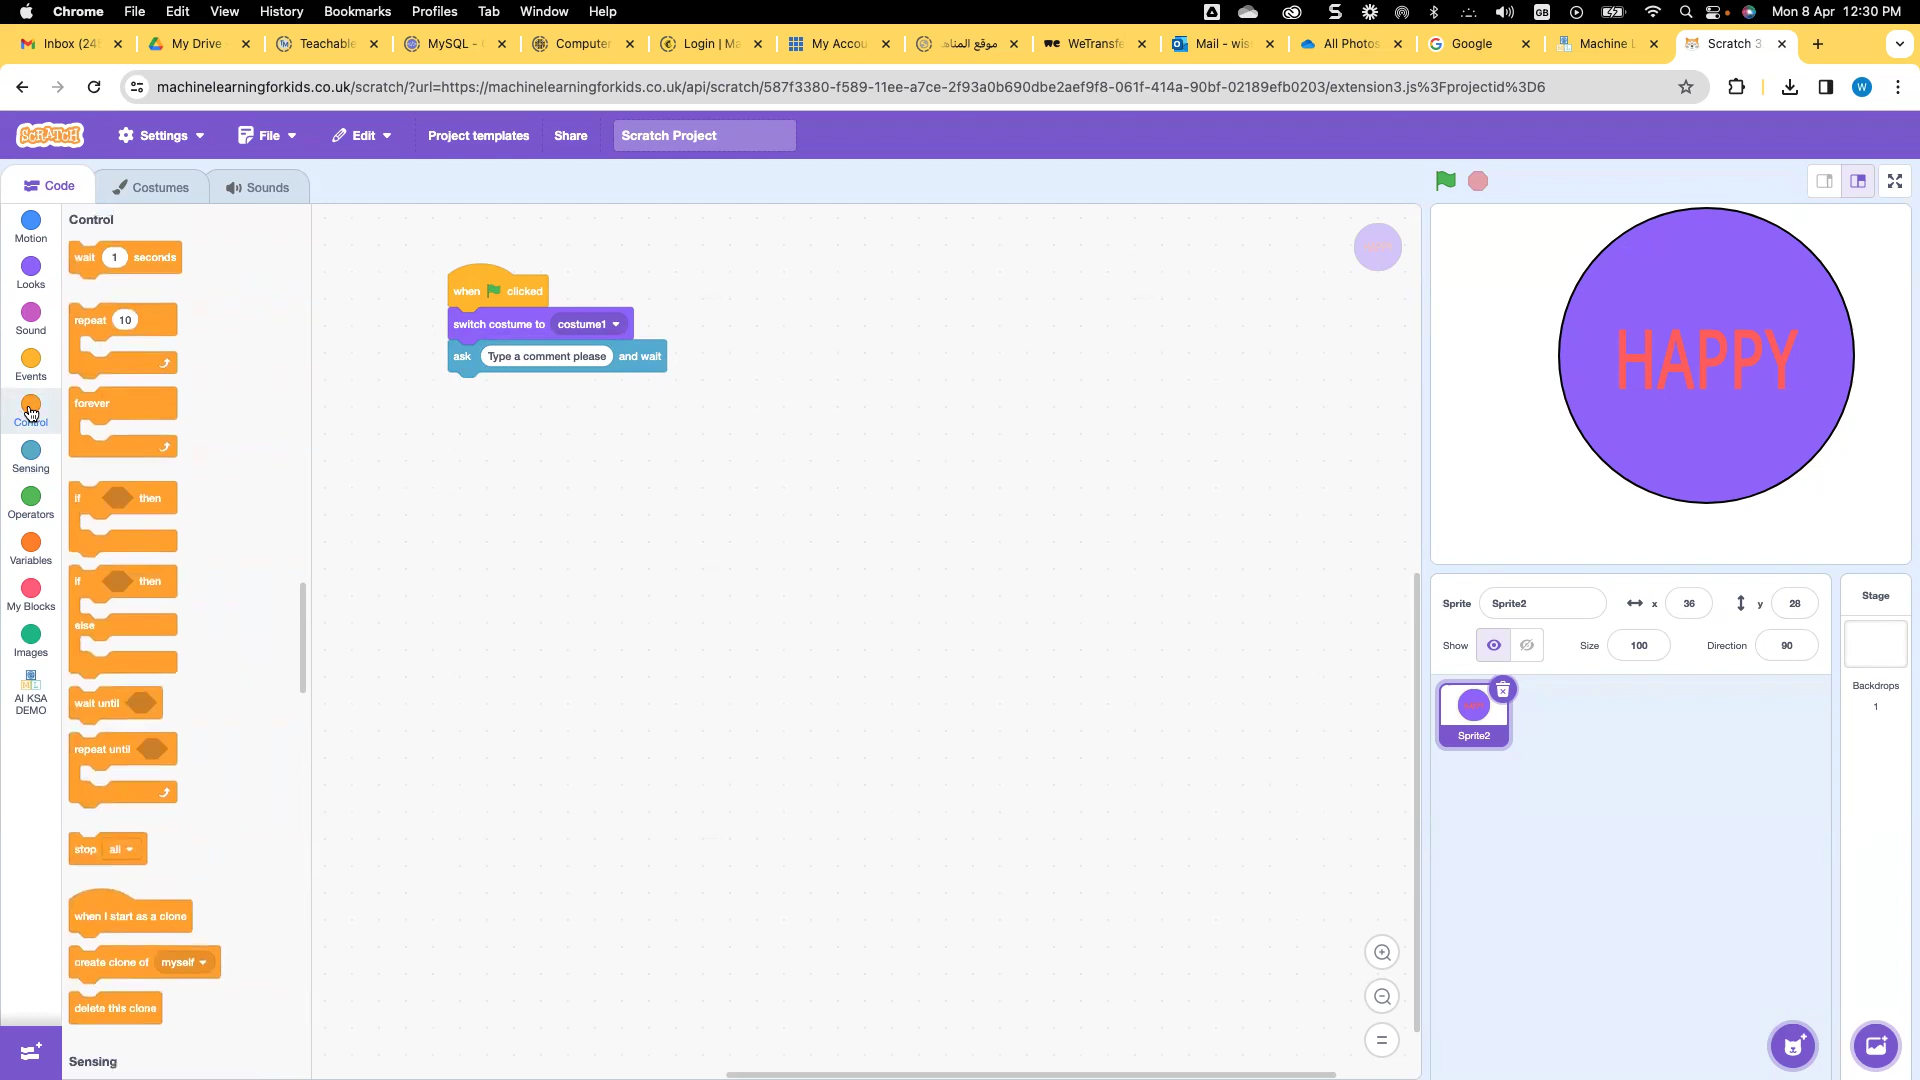 Chrome File Edit View History Bookmarks Profiles Tab Window Help
GB Mon 8 Apr 12:30 PM
Inbox (24 My Drive Teachable MySQL - Computer Login | Ma My Accou موقع المناه WeTransfe Mail - wis All Photos Google Machine L Scratch 3
machinelearningforkids.co.uk/scratch/?url=https://machinelearningforkids.co.uk/api/scratch/587f3380-f589-11ee-a7ce-2f93a0b690dbe2aef9f8-061f-414a-90bf-02189efb0203/extension3.js%3Fprojectid%3D6
W
SCRATCH Settings File Edit Project templates Share Scratch Project
Code Costumes Sounds
Motion
Looks
Sound
Events
Control
Sensing
Operators
Variables
My Blocks
Images
AI KSA
DEMO
Control
wait 1 seconds
repeat 10
forever
if then
if then
else
wait until
repeat until
stop all
when I start as a clone
create clone of myself
delete this clone
Sensing
when clicked
switch costume to costume1
ask Type a comment please and wait
HAPPY
Sprite Sprite2 x 36 y 28
Show Size 100 Direction 90
Sprite2
Stage
Backdrops
1